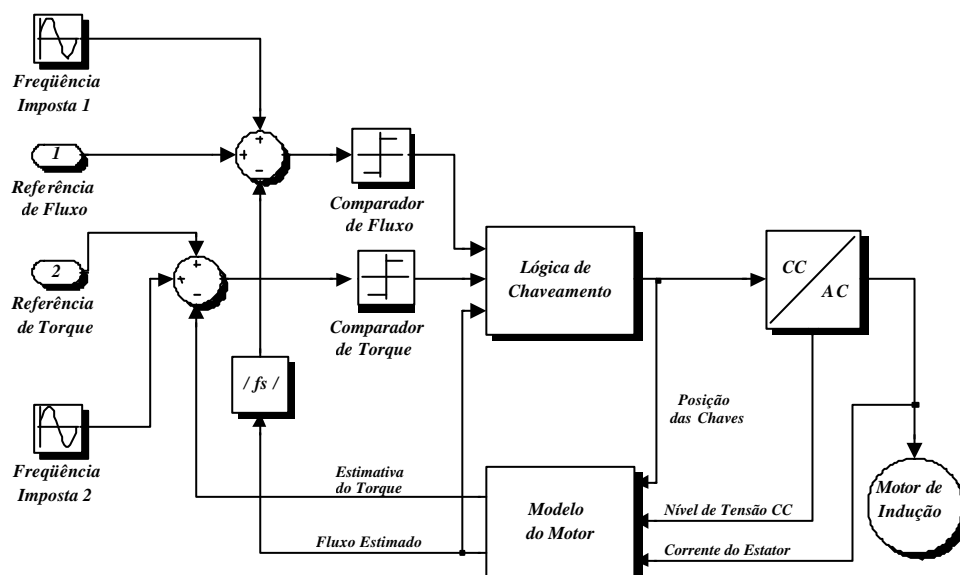 Freqüência
Imposta 1
1
Referência
de Fluxo
2
Referência
de Torque
Freqüência
Imposta 2
+
+
−
+
+
−
Comparador
de Fluxo
Comparador
de Torque
/ fs /
Lógica de
Chaveamento
CC
AC
Posição
das Chaves
Estimativa
do Torque
Fluxo Estimado
Modelo
do Motor
Nível de Tensão CC
Corrente do Estator
Motor de
Indução